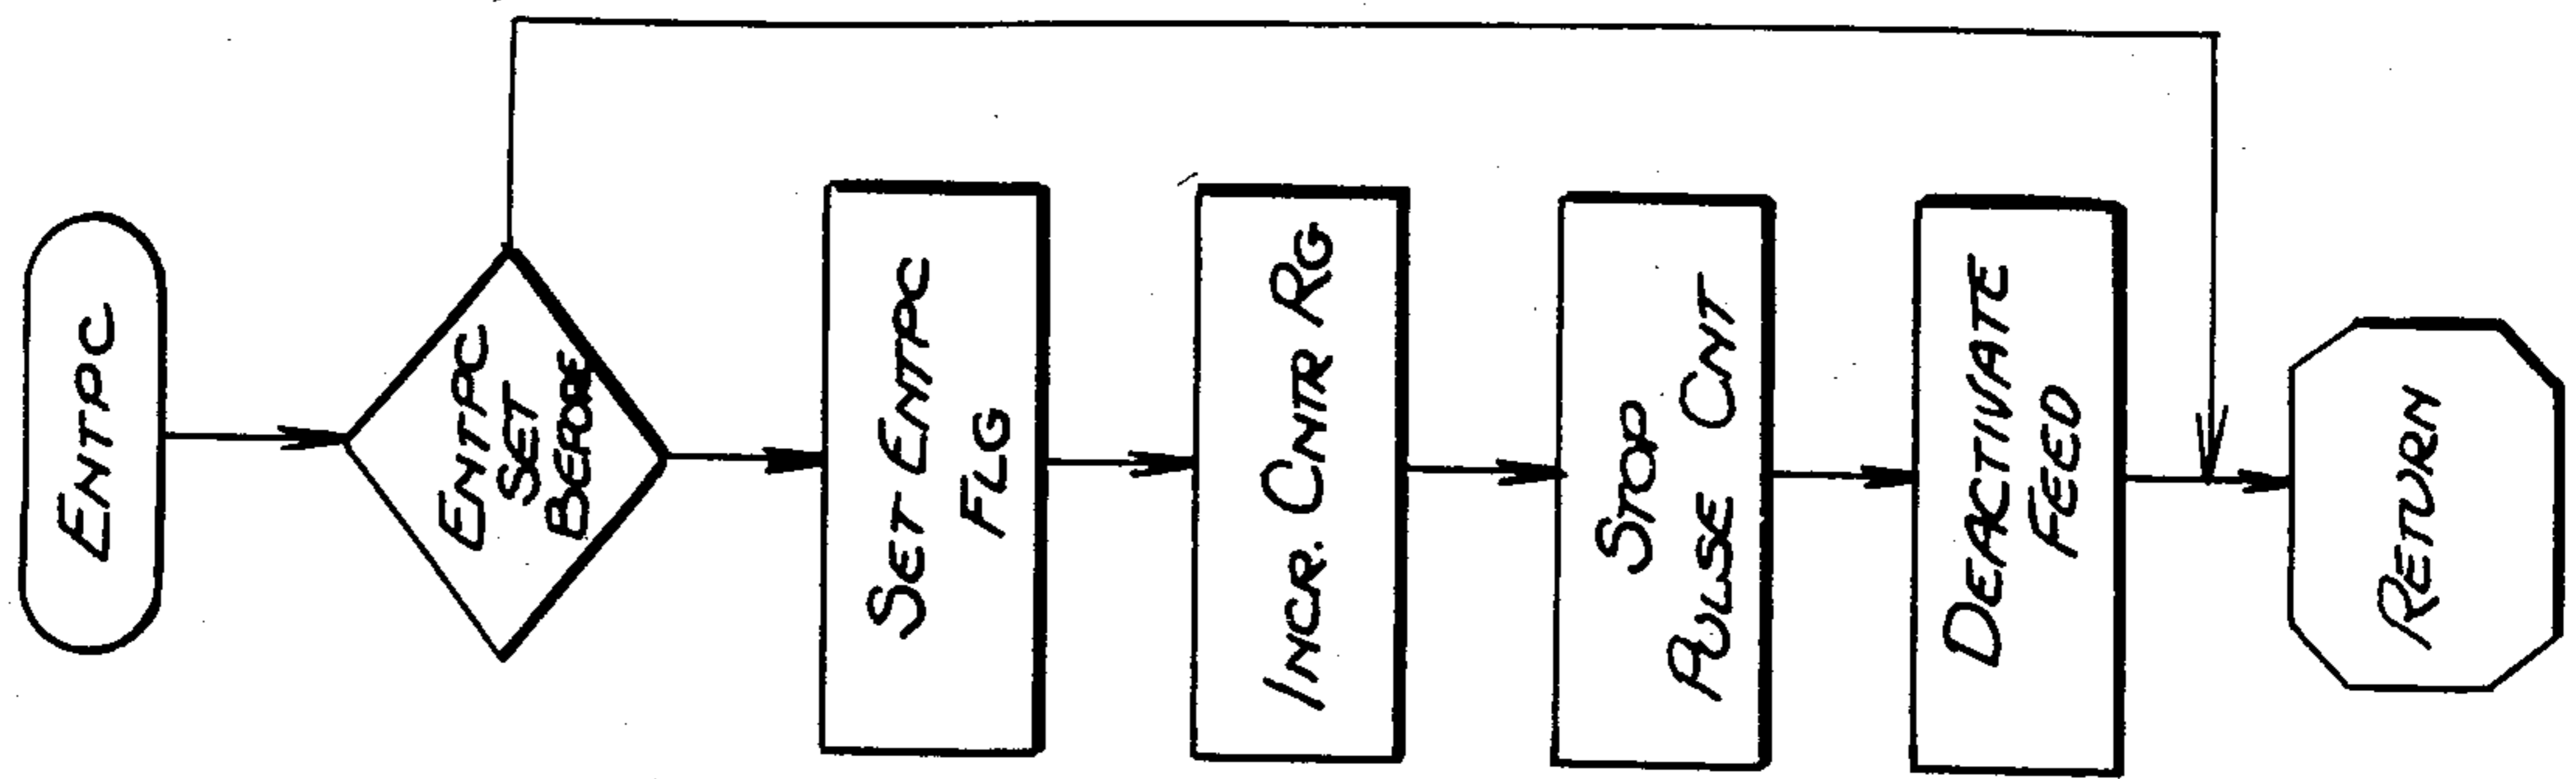 ENTPC
ENTPC
SET
BEFORE
SET ENTPC
FLG
INCR. CNTR RG
STOP
PULSE CNT
DEACTIVATE
FEED
RETURN